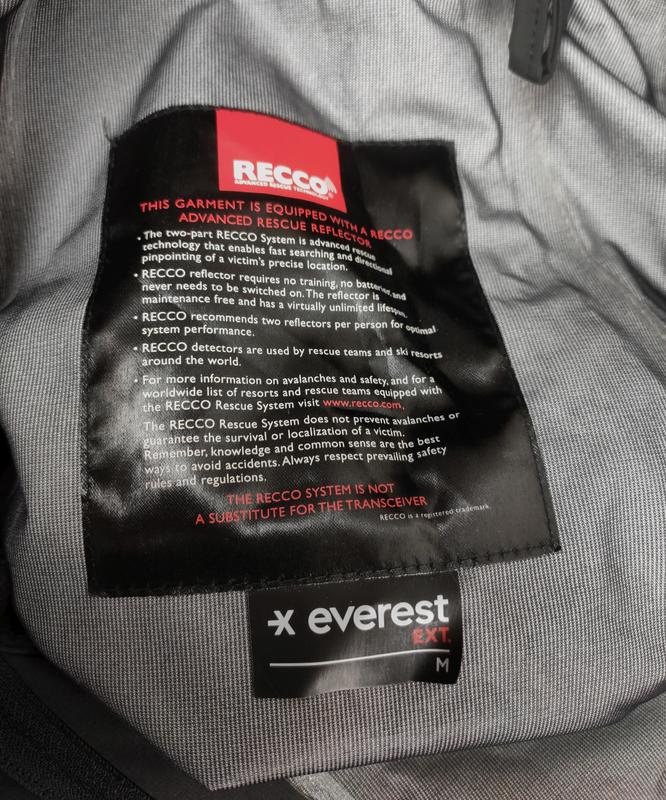 RECCO
ADVANCED RESCUE TECHNOLOGY
THIS GARMENT IS EQUIPPED WITH A RECCO
ADVANCED RESCUE REFLECTOR
• The two-part RECCO System is advanced rescue
technology that enables fast searching and directional
pinpointing of a victim's precise location.
• RECCO reflector requires no training, no batteries, and
never needs to be switched on. The reflector is
maintenance free and has a virtually unlimited lifespan.
• RECCO recommends two reflectors per person for optimal
system performance.
• RECCO detectors are used by rescue teams and ski resorts
around the world.
• For more information on avalanches and safety, and for a
worldwide list of resorts and rescue teams equipped with
the RECCO Rescue System visit www.recco.com.
The RECCO Rescue System does not prevent avalanches or
guarantee the survival or localization of a victim.
Remember, knowledge and common sense are the best
ways to avoid accidents. Always respect prevailing safety
rules and regulations.
THE RECCO SYSTEM IS NOT
A SUBSTITUTE FOR THE TRANSCEIVER
RECCO is a registered trademark.
everest
EXT.
M